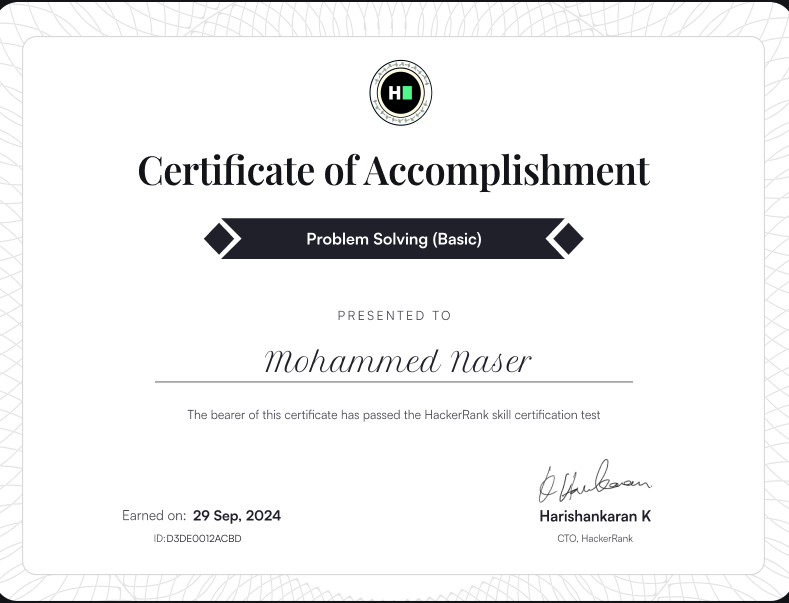 H
Certificate of Accomplishment
Problem Solving (Basic)
PRESENTED TO
Mohammed Naser
The bearer of this certificate has passed the HackerRank skill certification test
Earned on: 29 Sep, 2024
ID:D3DE0012ACBD
Harishankaran K
CTO, HackerRank